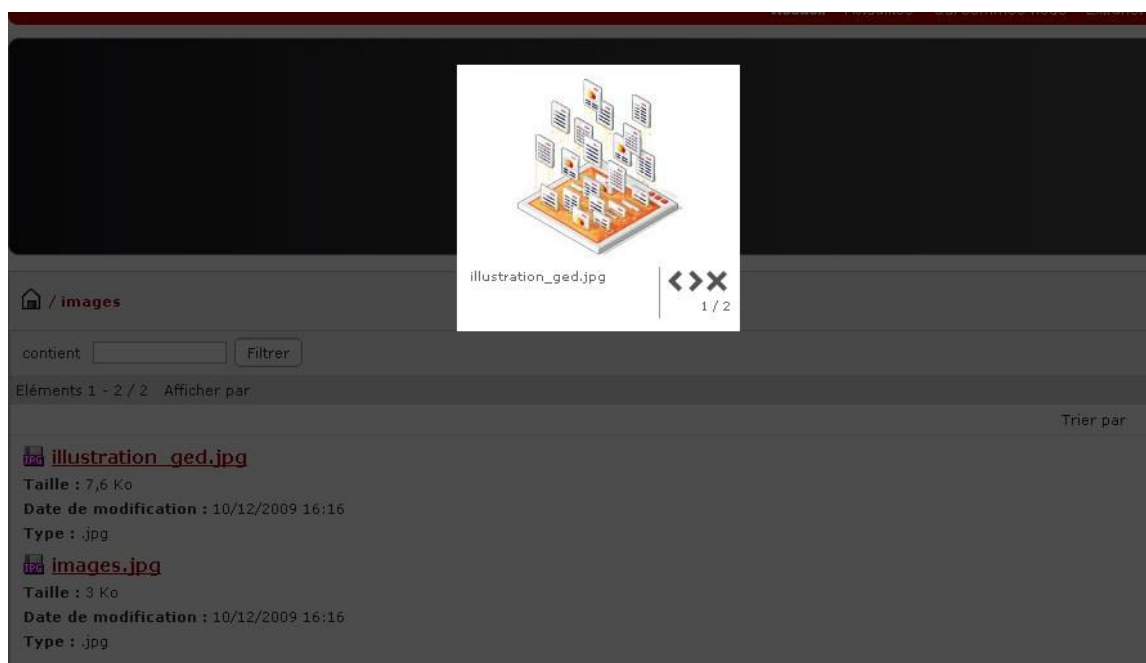 illustration_ged.jpg
1 / 2
/ images
contient Filtrer
Eléments 1 - 2 / 2 Afficher par
Trier par
illustration_ged.jpg
Taille : 7,6 Ko
Date de modification : 10/12/2009 16:16
Type : .jpg
images.jpg
Taille : 3 Ko
Date de modification : 10/12/2009 16:16
Type : .jpg